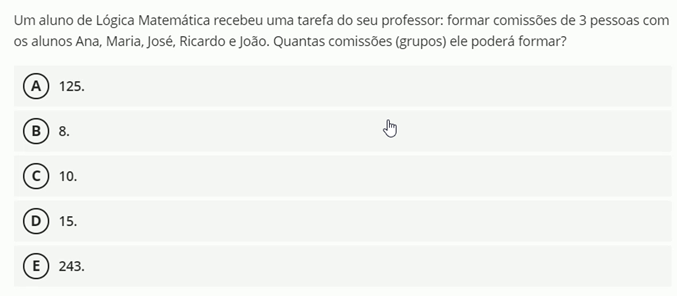 Um aluno de Lógica Matemática recebeu uma tarefa do seu professor: formar comissões de 3 pessoas com
os alunos Ana, Maria, José, Ricardo e João. Quantas comissões (grupos) ele poderá formar?
A 125.
B 8.
C 10.
D 15.
E 243.